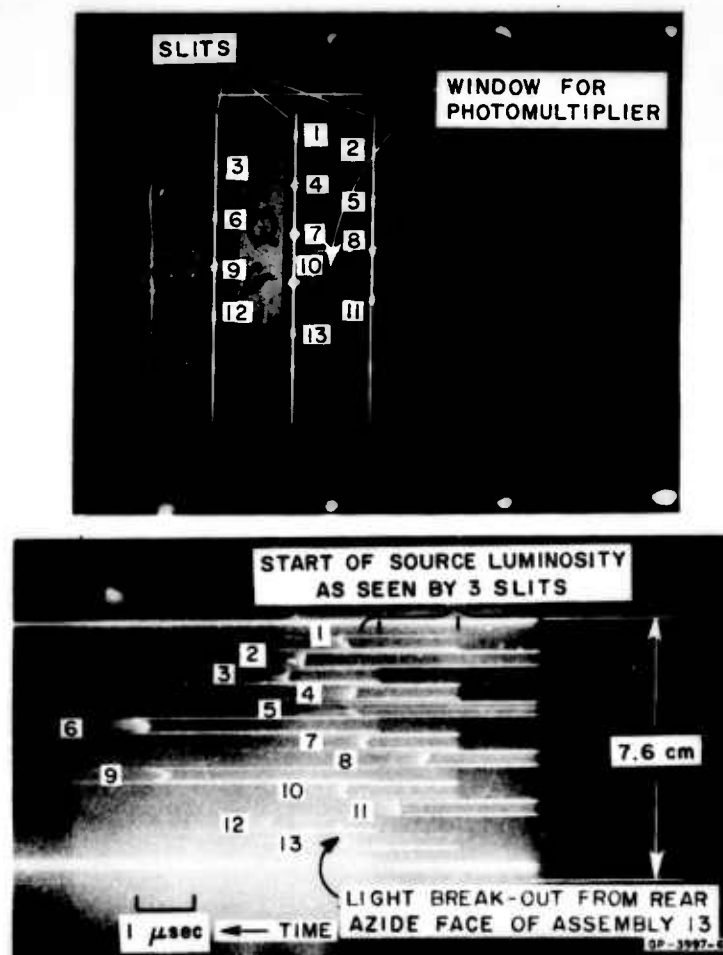 SLITS
WINDOW FOR
PHOTOMULTIPLIER
1
2
3
4
5
6
7
8
9
10
11
12
13
START OF SOURCE LUMINOSITY
AS SEEN BY 3 SLITS
1
2
3
4
5
6
7
8
9
10
11
12
13
7.6 cm
LIGHT BREAK-OUT FROM REAR
AZIDE FACE OF ASSEMBLY 13
1 μsec
TIME